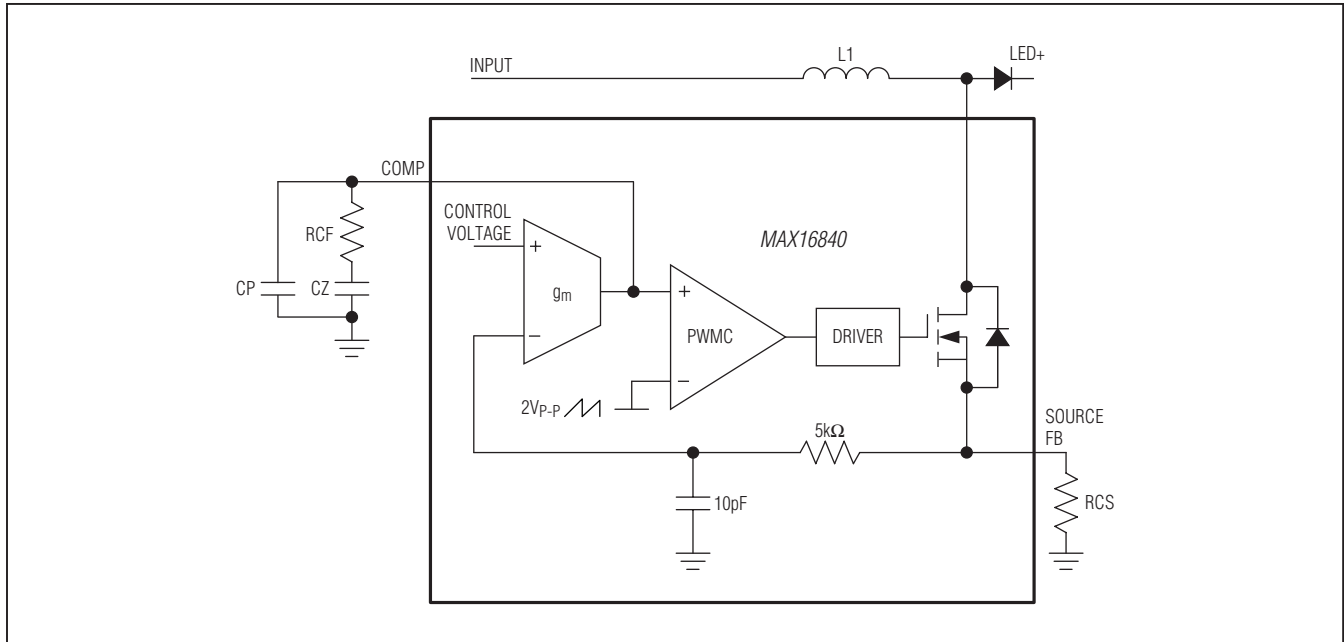 L1
LED+
INPUT
COMP
CONTROL
VOLTAGE
MAX16840
RCF
CP
CZ
gm
+
−
+
−
PWMC
DRIVER
2VP-P
SOURCE
FB
5kΩ
10pF
RCS